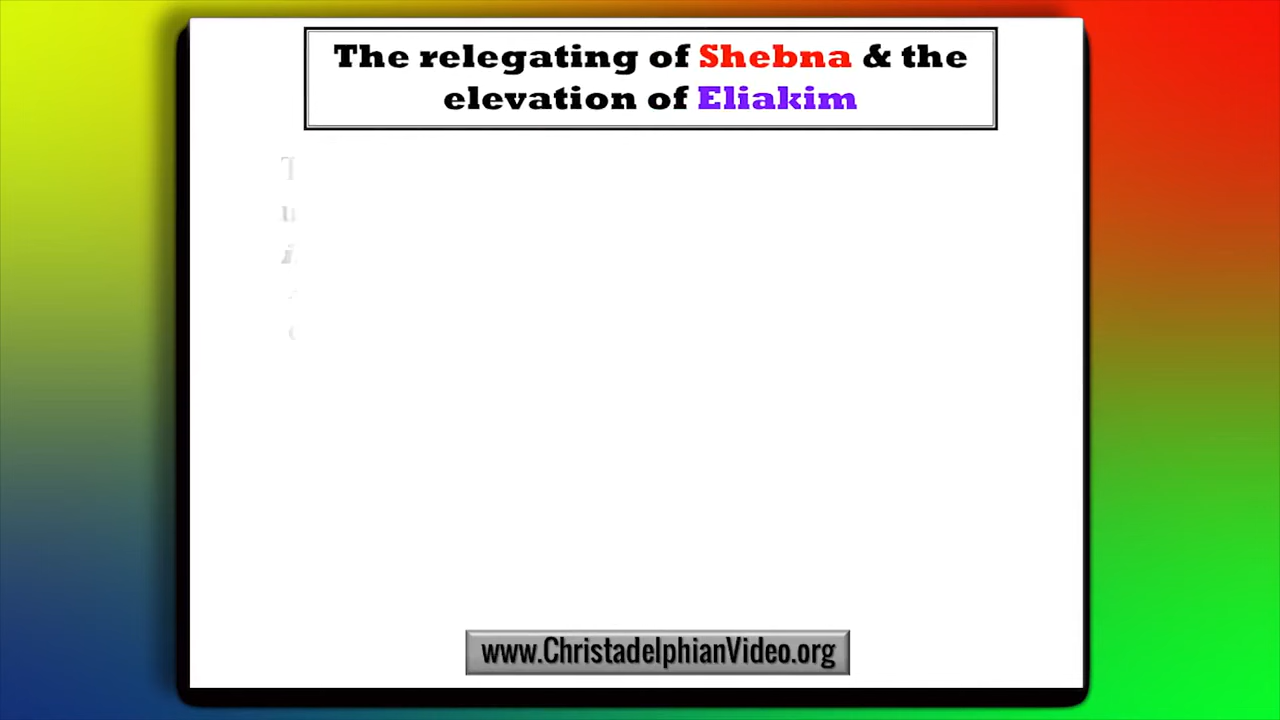 The relegating of Shebna & the
elevation of Eliakim
www.ChristadelphianVideo.org